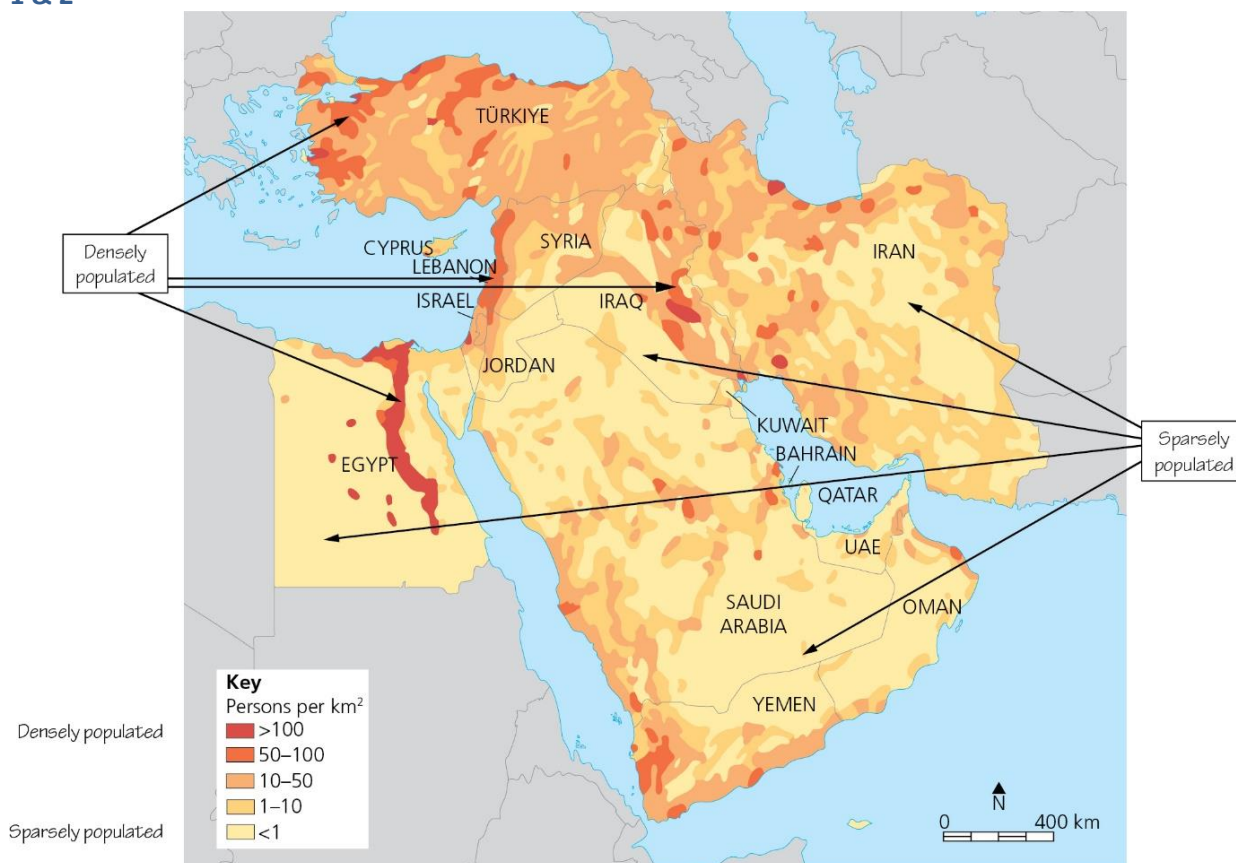 1 & 2
TÜRKIYE
Densely
populated
CYPRUS
SYRIA
LEBANON
IRAN
ISRAEL
IRAQ
JORDAN
KUWAIT
BAHRAIN
Sparsely
populated
EGYPT
QATAR
UAE
SAUDI
ARABIA
OMAN
YEMEN
Key
Persons per km²
Densely populated
>100
50–100
10–50
1–10
Sparsely populated
<1
N
0 400 km